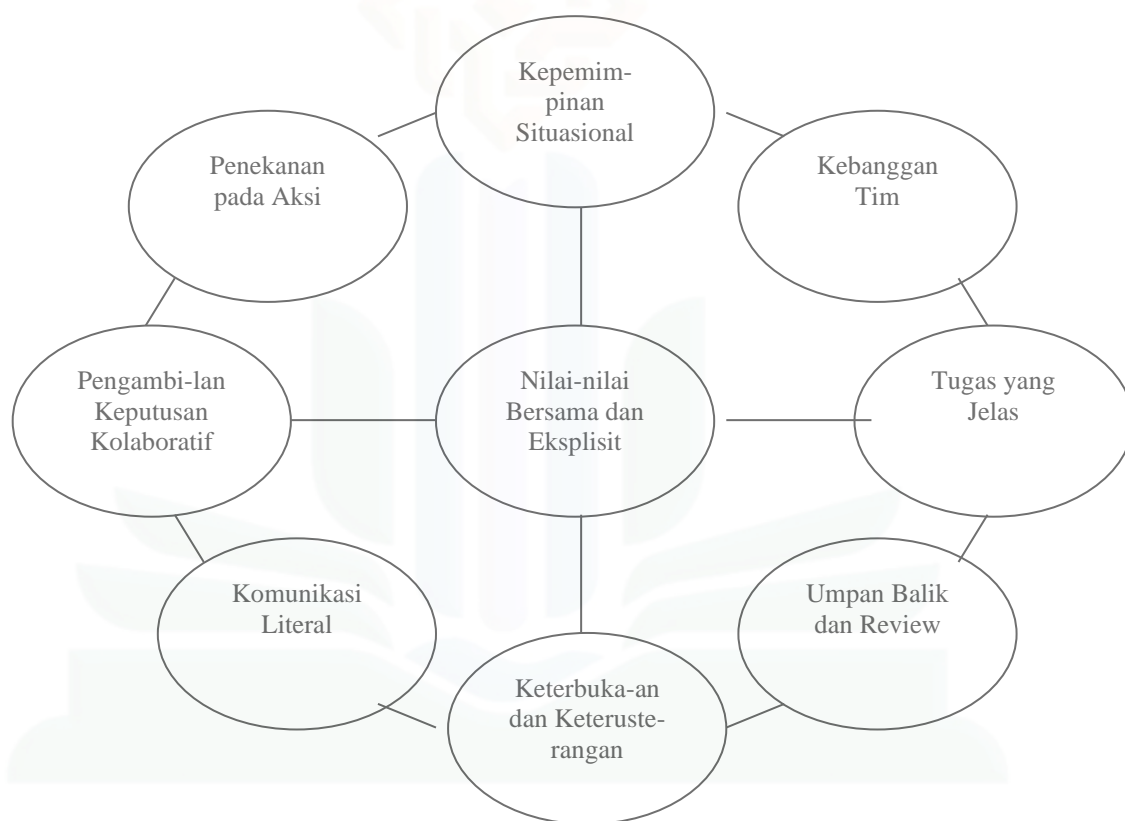 Kepemim-
pinan
Situasional
Penekanan
pada Aksi
Kebanggan
Tim
Pengambi-lan
Keputusan
Kolaboratif
Nilai-nilai
Bersama dan
Eksplisit
Tugas yang
Jelas
Komunikasi
Literal
Umpan Balik
dan Review
Keterbuka-an
dan Keteruste-
rangan